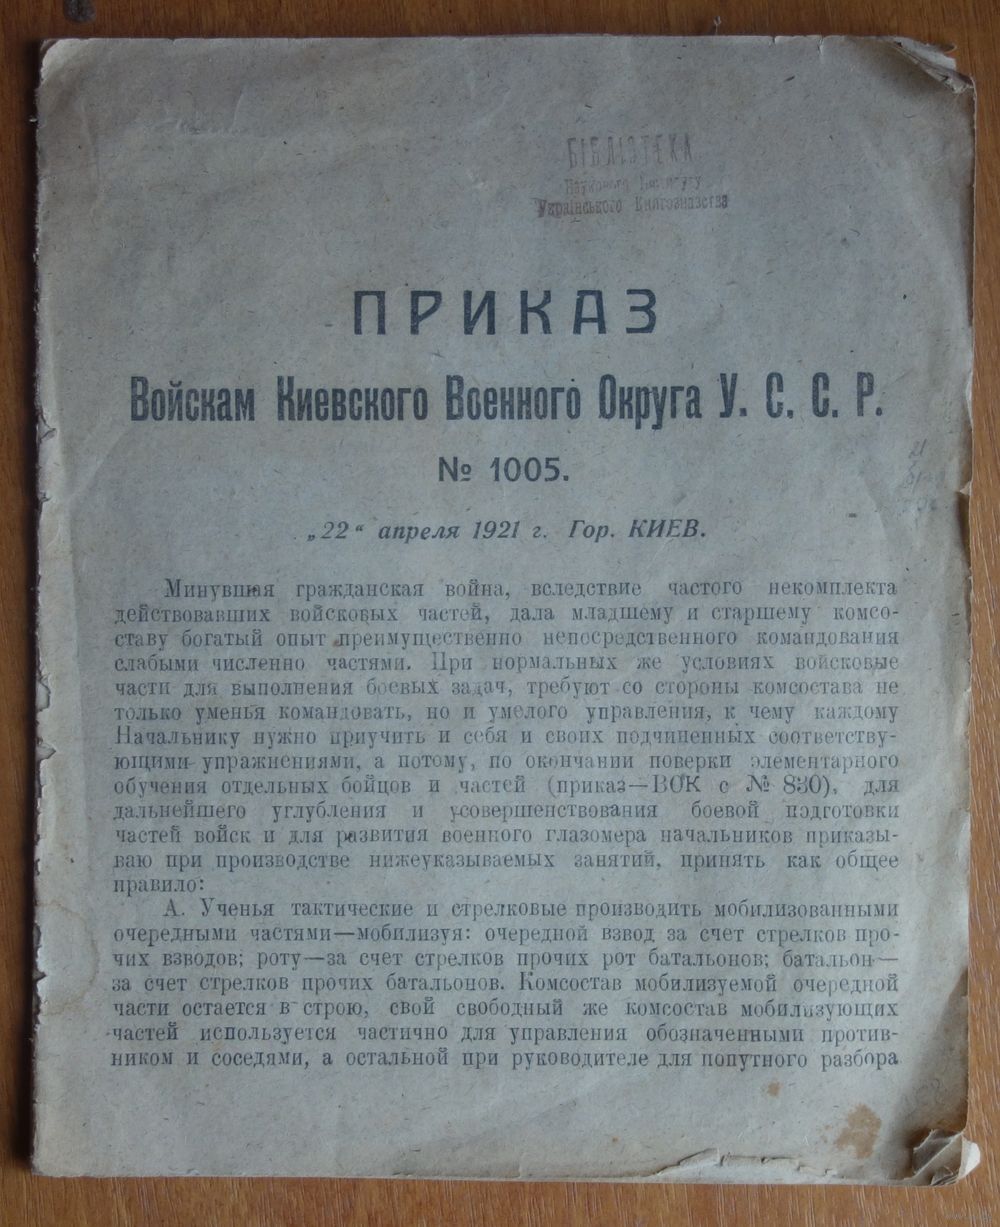 БІБЛІОТЕКА
Наукового Інституту
Українського Книгознавства
ПРИКАЗ
Войскам Киевского Военного Округа У. С. С. Р.
№ 1005.
„22“ апреля 1921 г. Гор. КИЕВ.
Минувшая гражданская война, вследствие частого некомплекта
действовавших войсковых частей, дала младшему и старшему комсо-
ставу богатый опыт преимущественно непосредственного командования
слабыми численно частями. При нормальных же условиях войсковые
части для выполнения боевых задач, требуют со стороны комсостава не
только уменья командовать, но и умелого управления, к чему каждому
Начальнику нужно приучить и себя и своих подчиненных соответству-
ющими упражнениями, а потому, по окончании поверки элементарного
обучения отдельных бойцов и частей (приказ—ВОК с № 830), для
дальнейшего углубления и усовершенствования боевой подготовки
частей войск и для развития военного глазомера начальников приказы-
ваю при производстве нижеуказываемых занятий, принять как общее
правило:
А. Ученья тактические и стрелковые производить мобилизованными
очередными частями—мобилизуя: очередной взвод за счет стрелков про-
чих взводов; роту—за счет стрелков прочих рот батальонов; батальон—
за счет стрелков прочих батальонов. Комсостав мобилизуемой очередной
части остается в строю, свой свободный же комсостав мобилизующих
частей используется частично для управления обозначенными против-
ником и соседями, а остальной при руководителе для попутного разбора